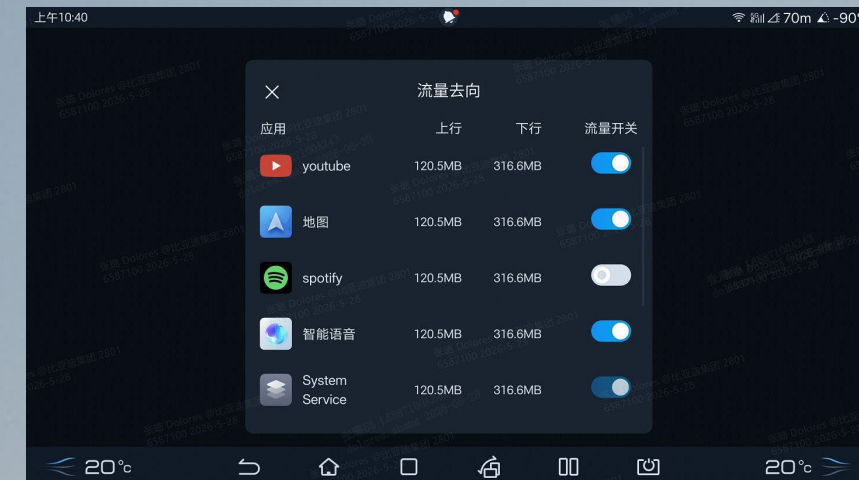 上午10:40
70m
-90°
流量去向
应用 上行 下行 流量开关
youtube 120.5MB 316.6MB
地图 120.5MB 316.6MB
spotify 120.5MB 316.6MB
智能语音 120.5MB 316.6MB
System
Service 120.5MB 316.6MB
20°c
20°c